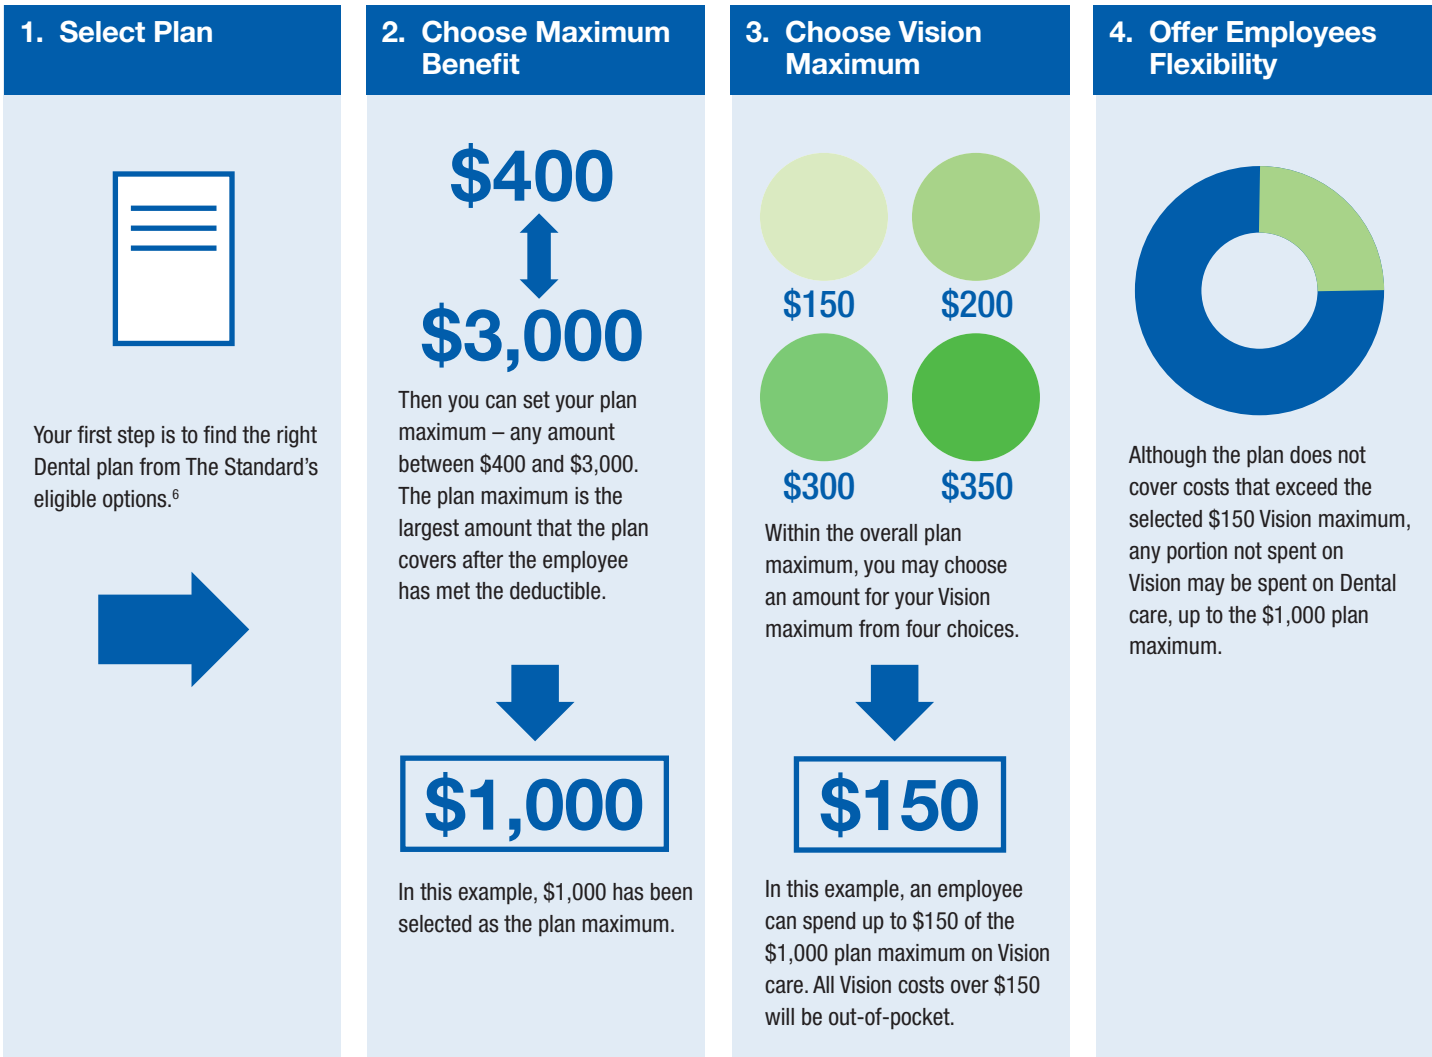 1. Select Plan
Your first step is to find the right
Dental plan from The Standard's
eligible options.6
2. Choose Maximum
Benefit
$400
$3,000
Then you can set your plan
maximum – any amount
between $400 and $3,000.
The plan maximum is the
largest amount that the plan
covers after the employee
has met the deductible.
$1,000
In this example, $1,000 has been
selected as the plan maximum.
3. Choose Vision
Maximum
$150 $200
$300 $350
Within the overall plan
maximum, you may choose
an amount for your Vision
maximum from four choices.
$150
In this example, an employee
can spend up to $150 of the
$1,000 plan maximum on Vision
care. All Vision costs over $150
will be out-of-pocket.
4. Offer Employees
Flexibility
Although the plan does not
cover costs that exceed the
selected $150 Vision maximum,
any portion not spent on
Vision may be spent on Dental
care, up to the $1,000 plan
maximum.